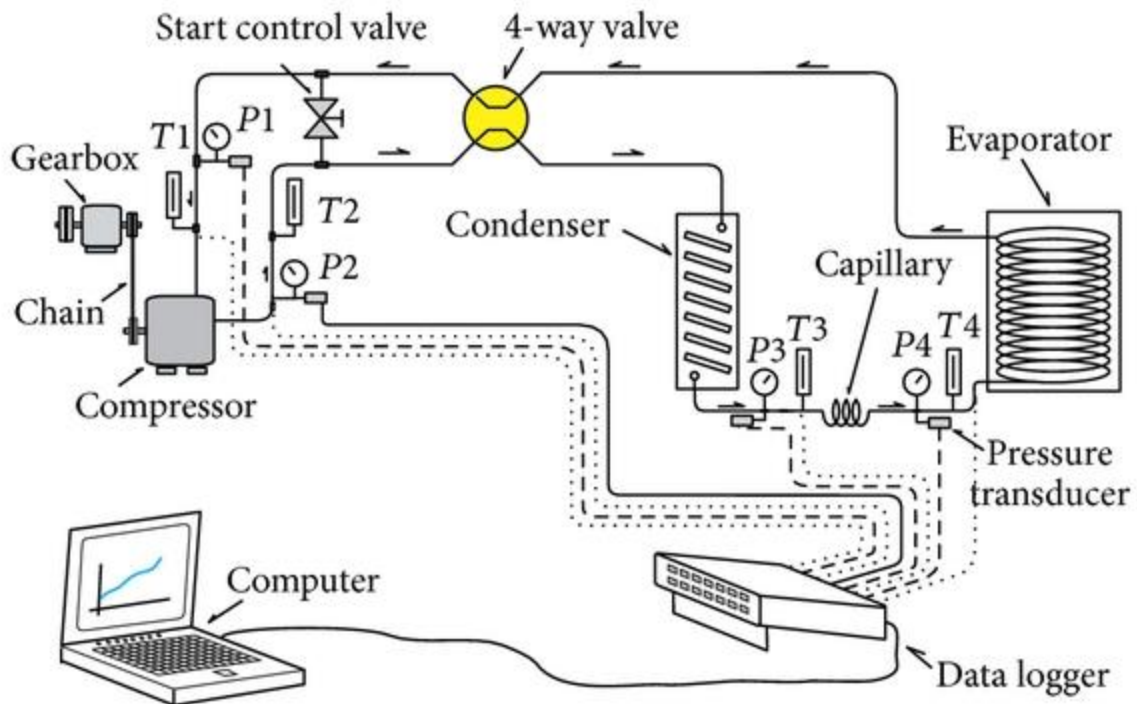 Start control valve
4-way valve
T1
P1
Gearbox
Evaporator
T2
Condenser
P2
Capillary
Chain
P3
T3
P4
T4
Compressor
Pressure
transducer
Computer
Data logger